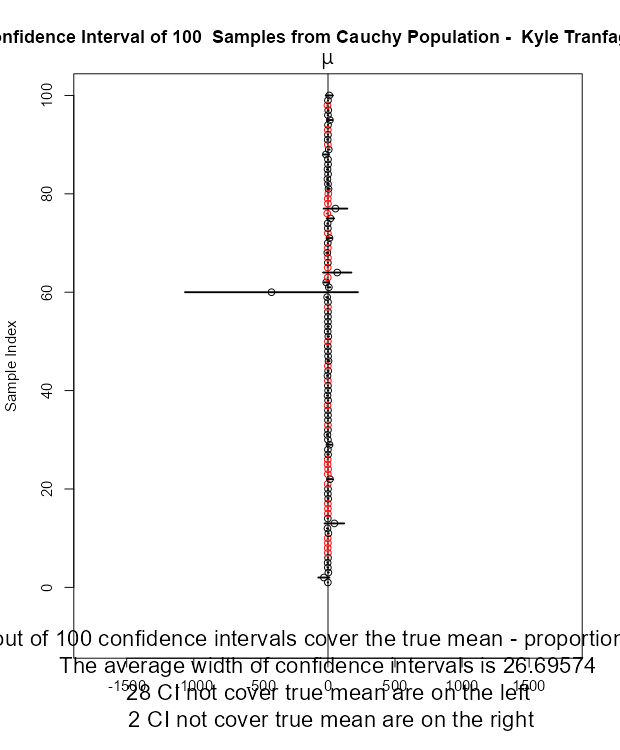 onfidence Interval of 100 Samples from Cauchy Population - Kyle Tranfag
μ
100
80
60
40
20
0
Sample Index
out of 100 confidence intervals cover the true mean - proportion
The average width of confidence intervals is 26.69574
-1500 -1000 -500 0 500 1000 1500
28 CI not cover true mean are on the left
2 CI not cover true mean are on the right